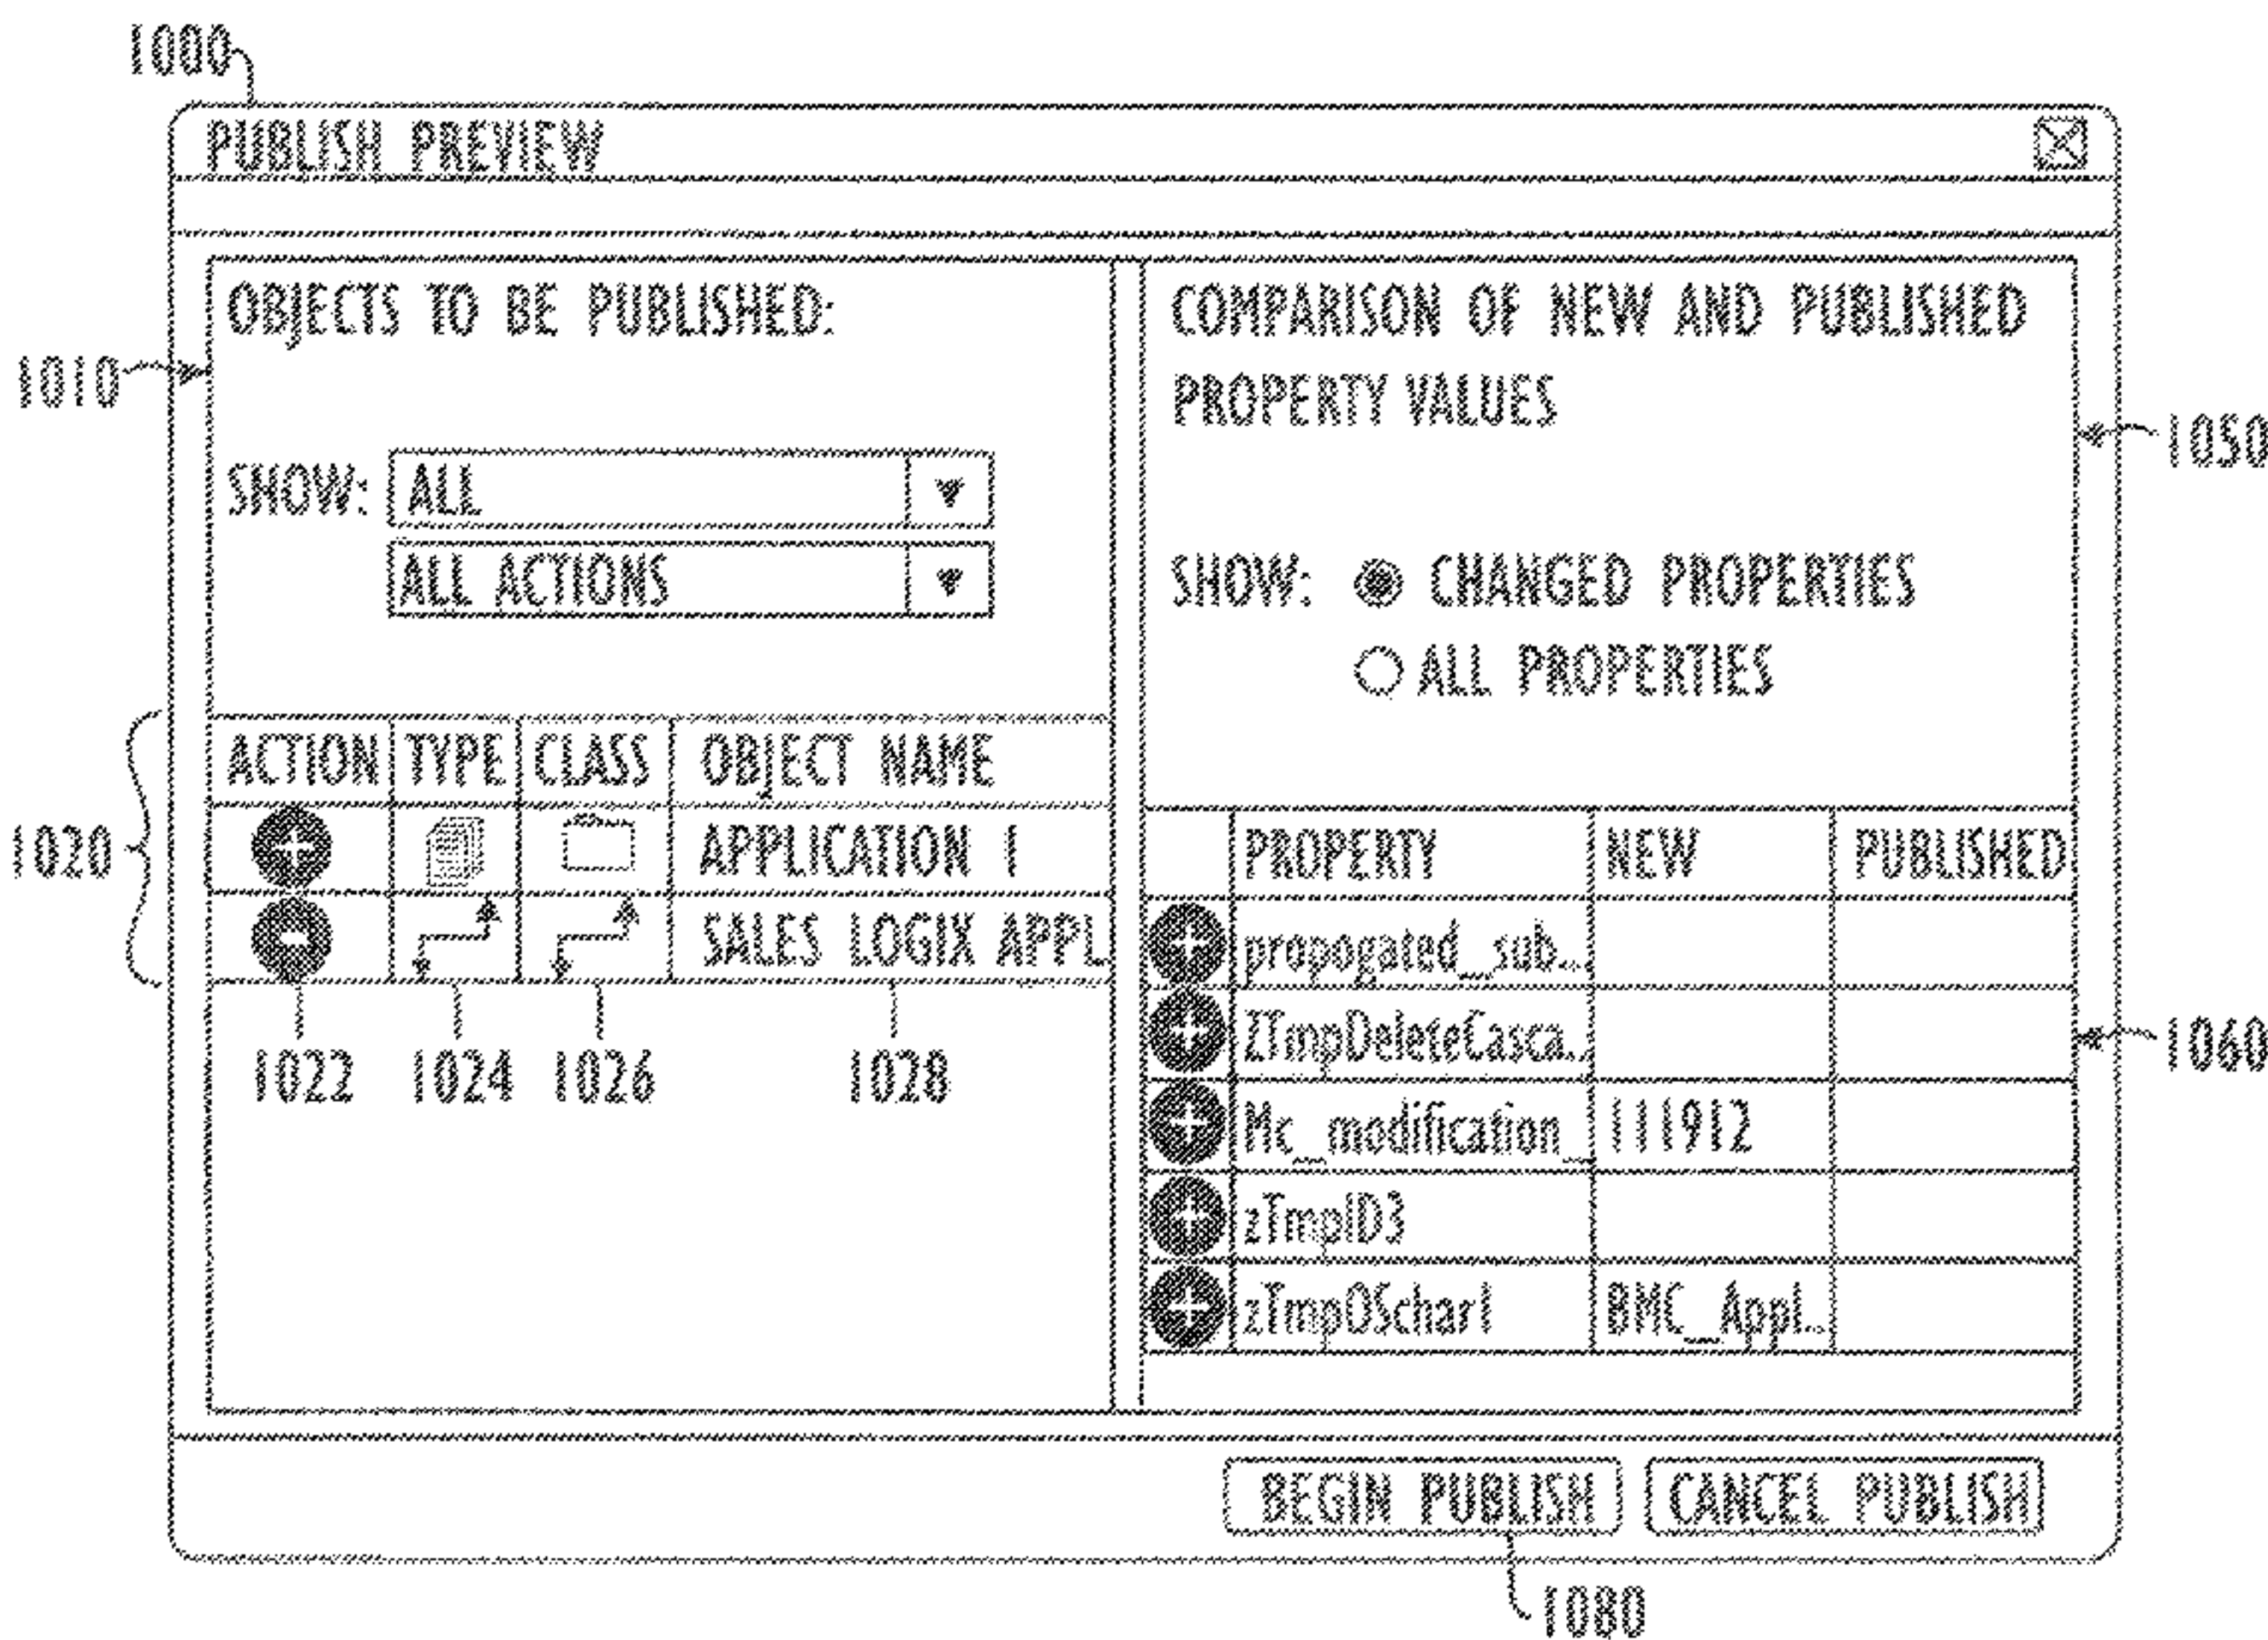 1000
PUBLISH PREVIEW
OBJECTS TO BE PUBLISHED:
1010
SHOW: ALL
ALL ACTIONS
ACTION TYPE CLASS OBJECT NAME
APPLICATION 1
SALES LOGIX APPL
1020
1022 1024 1026 1028
COMPARISON OF NEW AND PUBLISHED
PROPERTY VALUES
1050
SHOW: CHANGED PROPERTIES
ALL PROPERTIES
PROPERTY NEW PUBLISHED
propogated_sub...
ZTmpDeleteCasca..
1060
Mc_modification_ 111912
zTmpID3
zTmpOSchar1 BMC_Appl..
BEGIN PUBLISH CANCEL PUBLISH
1080